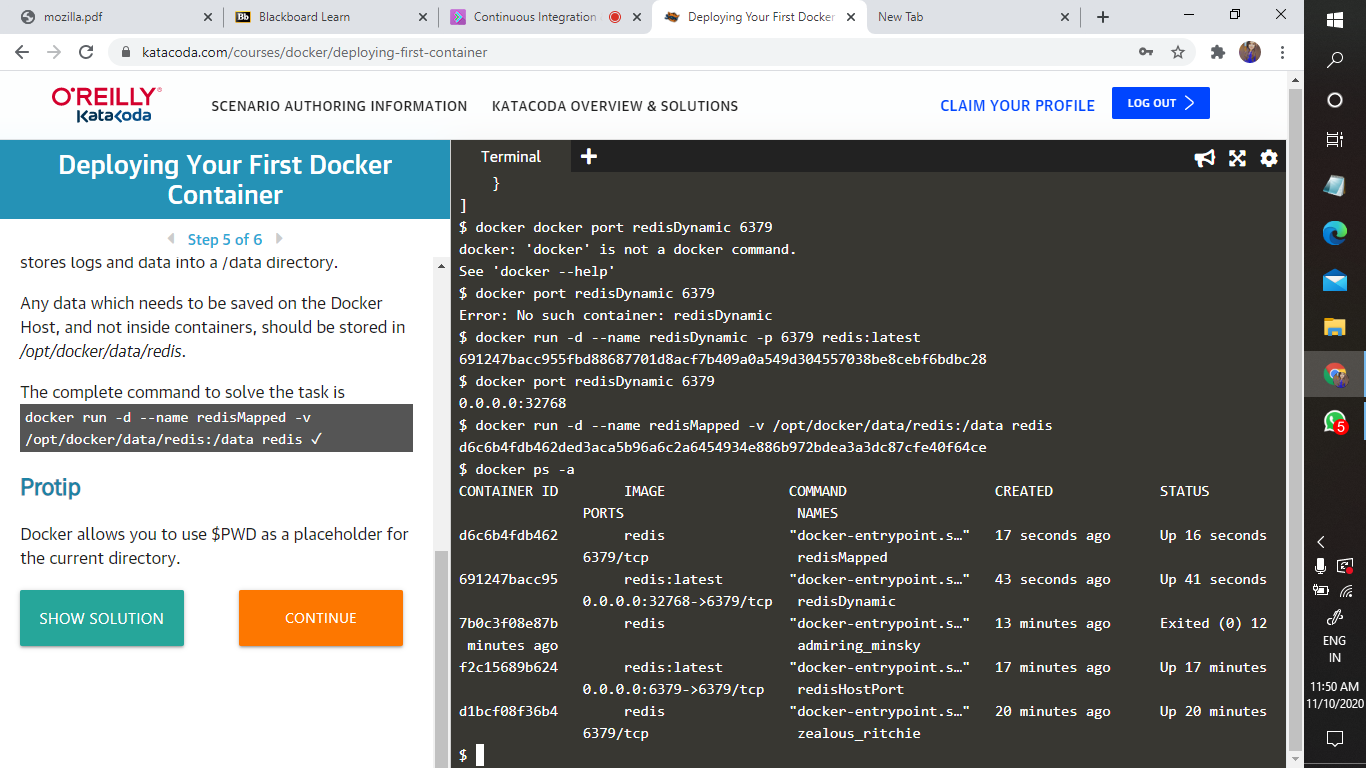 mozilla.pdf
Bb Blackboard Learn
Continuous Integration
Deploying Your First Docker
New Tab
katacoda.com/courses/docker/deploying-first-container
O'REILLY
Katacoda
SCENARIO AUTHORING INFORMATION
KATACODA OVERVIEW & SOLUTIONS
CLAIM YOUR PROFILE
LOG OUT
Deploying Your First Docker
Container
Step 5 of 6
stores logs and data into a /data directory.
Any data which needs to be saved on the Docker
Host, and not inside containers, should be stored in
/opt/docker/data/redis.
The complete command to solve the task is
docker run -d --name redisMapped -v
/opt/docker/data/redis:/data redis ✓
Protip
Docker allows you to use $PWD as a placeholder for
the current directory.
SHOW SOLUTION
CONTINUE
Terminal
}
]
$ docker docker port redisDynamic 6379
docker: 'docker' is not a docker command.
See 'docker --help'
$ docker port redisDynamic 6379
Error: No such container: redisDynamic
$ docker run -d --name redisDynamic -p 6379 redis:latest
691247bacc955fbd88687701d8acf7b409a0a549d304557038be8cebf6bdbc28
$ docker port redisDynamic 6379
0.0.0.0:32768
$ docker run -d --name redisMapped -v /opt/docker/data/redis:/data redis
d6c6b4fdb462ded3aca5b96a6c2a6454934e886b972bdea3a3dc87cfe40f64ce
$ docker ps -a
CONTAINER ID IMAGE COMMAND CREATED STATUS
PORTS NAMES
d6c6b4fdb462 redis "docker-entrypoint.s…" 17 seconds ago Up 16 seconds
6379/tcp redisMapped
691247bacc95 redis:latest "docker-entrypoint.s…" 43 seconds ago Up 41 seconds
0.0.0.0:32768->6379/tcp redisDynamic
7b0c3f08e87b redis "docker-entrypoint.s…" 13 minutes ago Exited (0) 12
minutes ago admiring_minsky
f2c15689b624 redis:latest "docker-entrypoint.s…" 17 minutes ago Up 17 minutes
0.0.0.0:6379->6379/tcp redisHostPort
d1bcf08f36b4 redis "docker-entrypoint.s…" 20 minutes ago Up 20 minutes
6379/tcp zealous_ritchie
$
5
ENG
IN
11:50 AM
11/10/2020